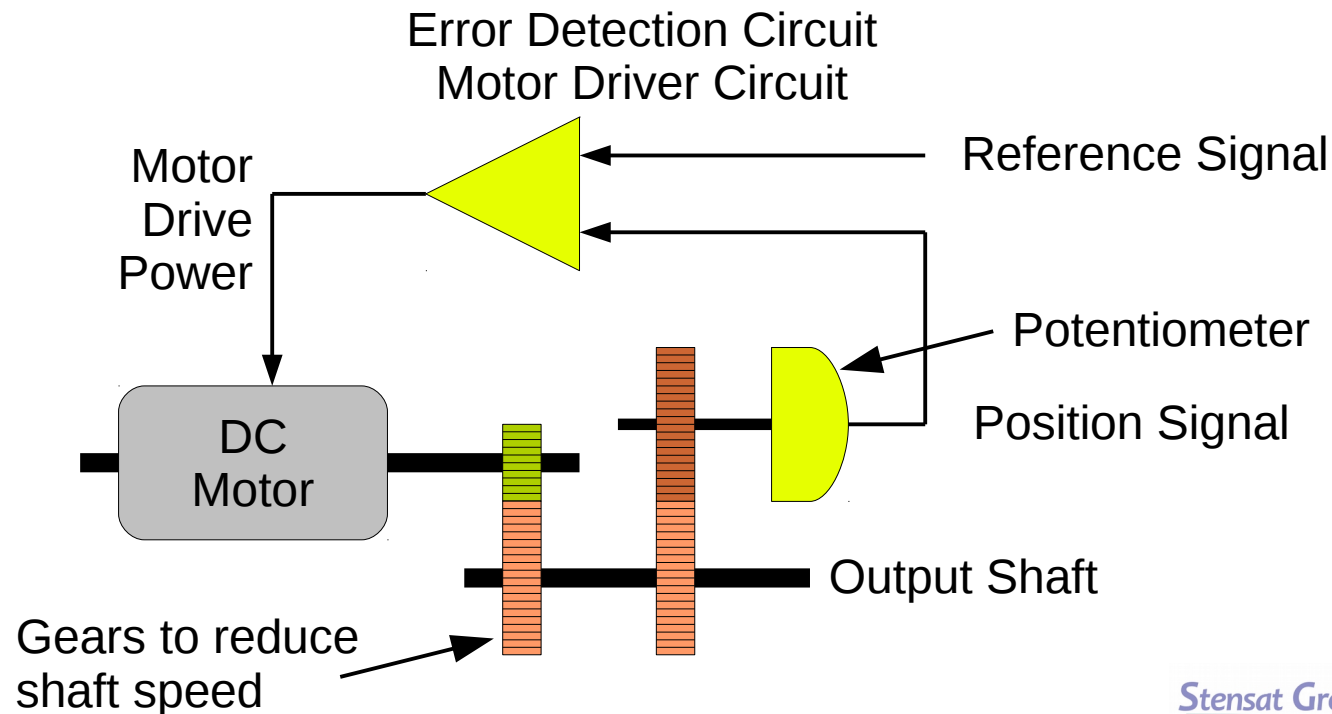 Error Detection Circuit
Motor Driver Circuit
Reference Signal
Motor
Drive
Power
Potentiometer
DC
Motor
Position Signal
Output Shaft
Gears to reduce
shaft speed
Stensat